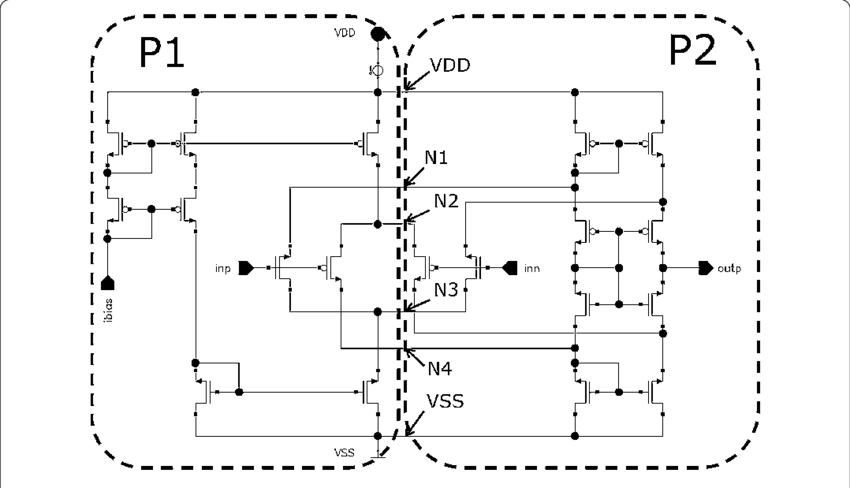 P1
P2
VDD
VDD
N1
N2
inp
inn
outp
N3
ibias
N4
VSS
VSS